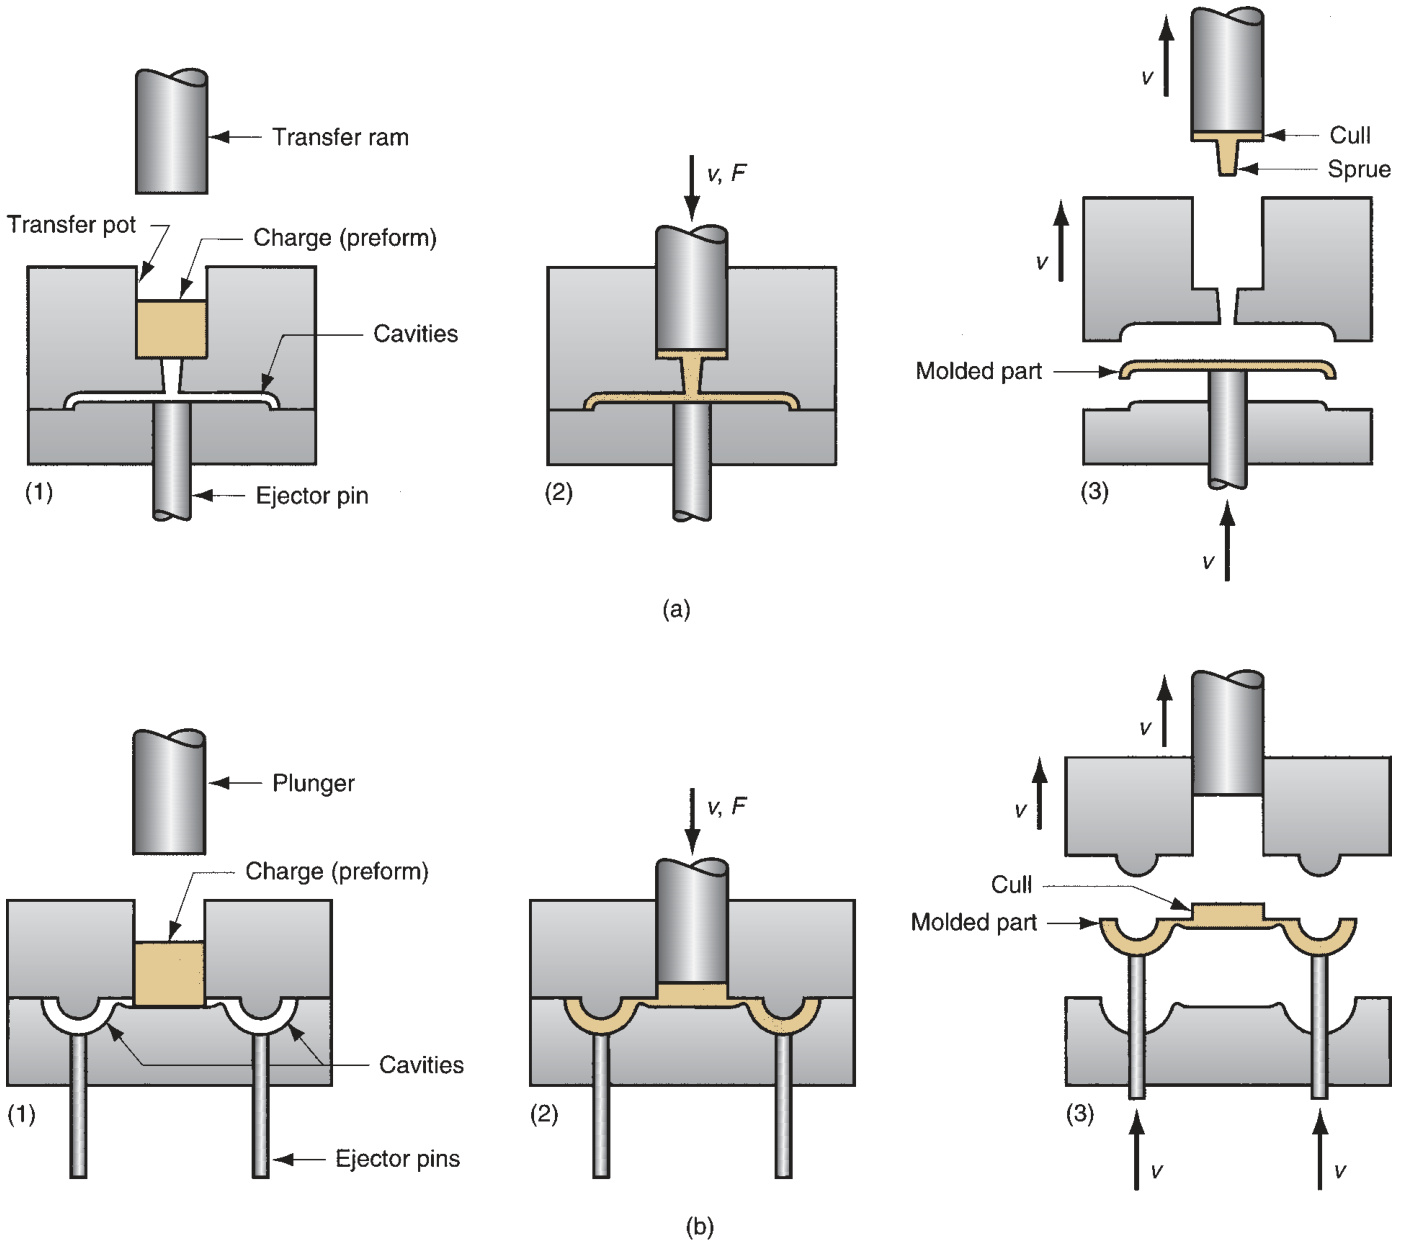 v
Transfer ram
Cull
v, F
Sprue
Transfer pot
Charge (preform)
v
Cavities
Molded part
(1)
Ejector pin
(2)
(3)
v
(a)
v
Plunger
v, F
v
Charge (preform)
Cull
Molded part
Cavities
(1)
(2)
(3)
Ejector pins
v
v
(b)